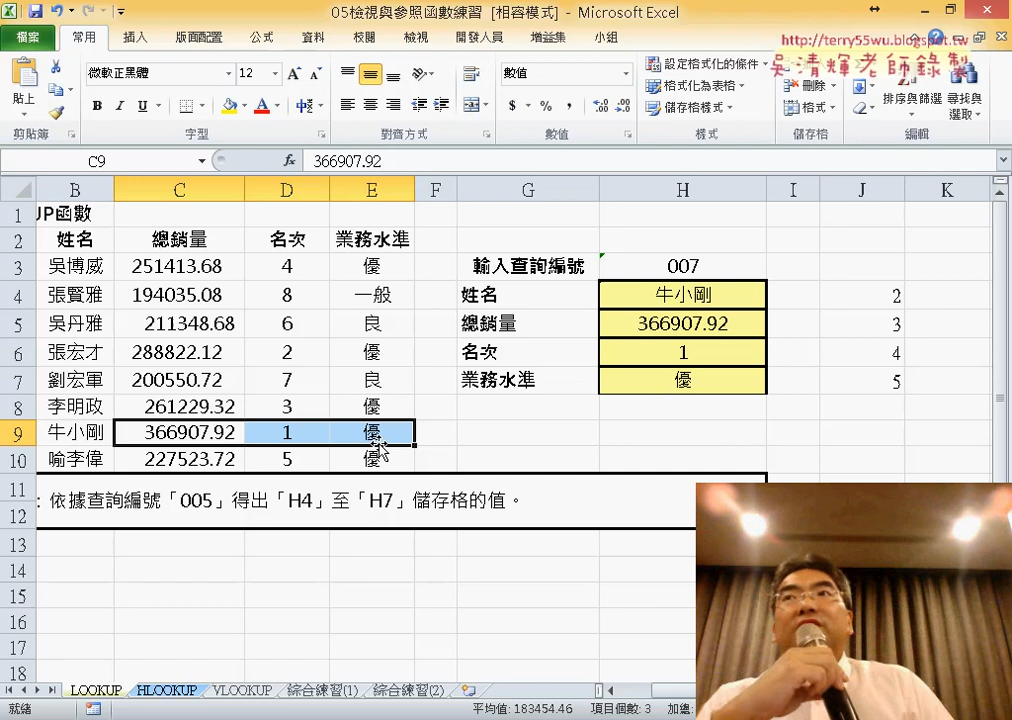 05檢視與參照函數練習 [相容模式] - Microsoft Excel
檔案 常用 插入 版面配置 公式 資料 校閱 檢視 開發人員 增益集 小組
http://terry55wu.blogspot.tw
吳清輝老師錄製
貼上 微軟正黑體 12 數值 設定格式化的條件
格式化為表格 刪除 排序與篩選 尋找與選取
B I U $ % , 儲存格樣式 格式
剪貼簿 字型 對齊方式 數值 樣式 儲存格 編輯
C9 fx 366907.92
B C D E F G H I J K
1 UP函數
2 姓名 總銷量 名次 業務水準
3 吳博威 251413.68 4 優 輸入查詢編號 007
4 張賢雅 194035.08 8 一般 姓名 牛小剛 2
5 吳丹雅 211348.68 6 良 總銷量 366907.92 3
6 張宏才 288822.12 2 優 名次 1 4
7 劉宏軍 200550.72 7 良 業務水準 優 5
8 李明政 261229.32 3 優
9 牛小剛 366907.92 1 優
10 喻李偉 227523.72 5 優
11
: 依據查詢編號「005」得出「H4」至「H7」儲存格的值。
12
13
14
15
16
17
18
LOOKUP HLOOKUP VLOOKUP 綜合練習(1) 綜合練習(2)
就緒 平均值: 183454.46 項目個數: 3 加總: